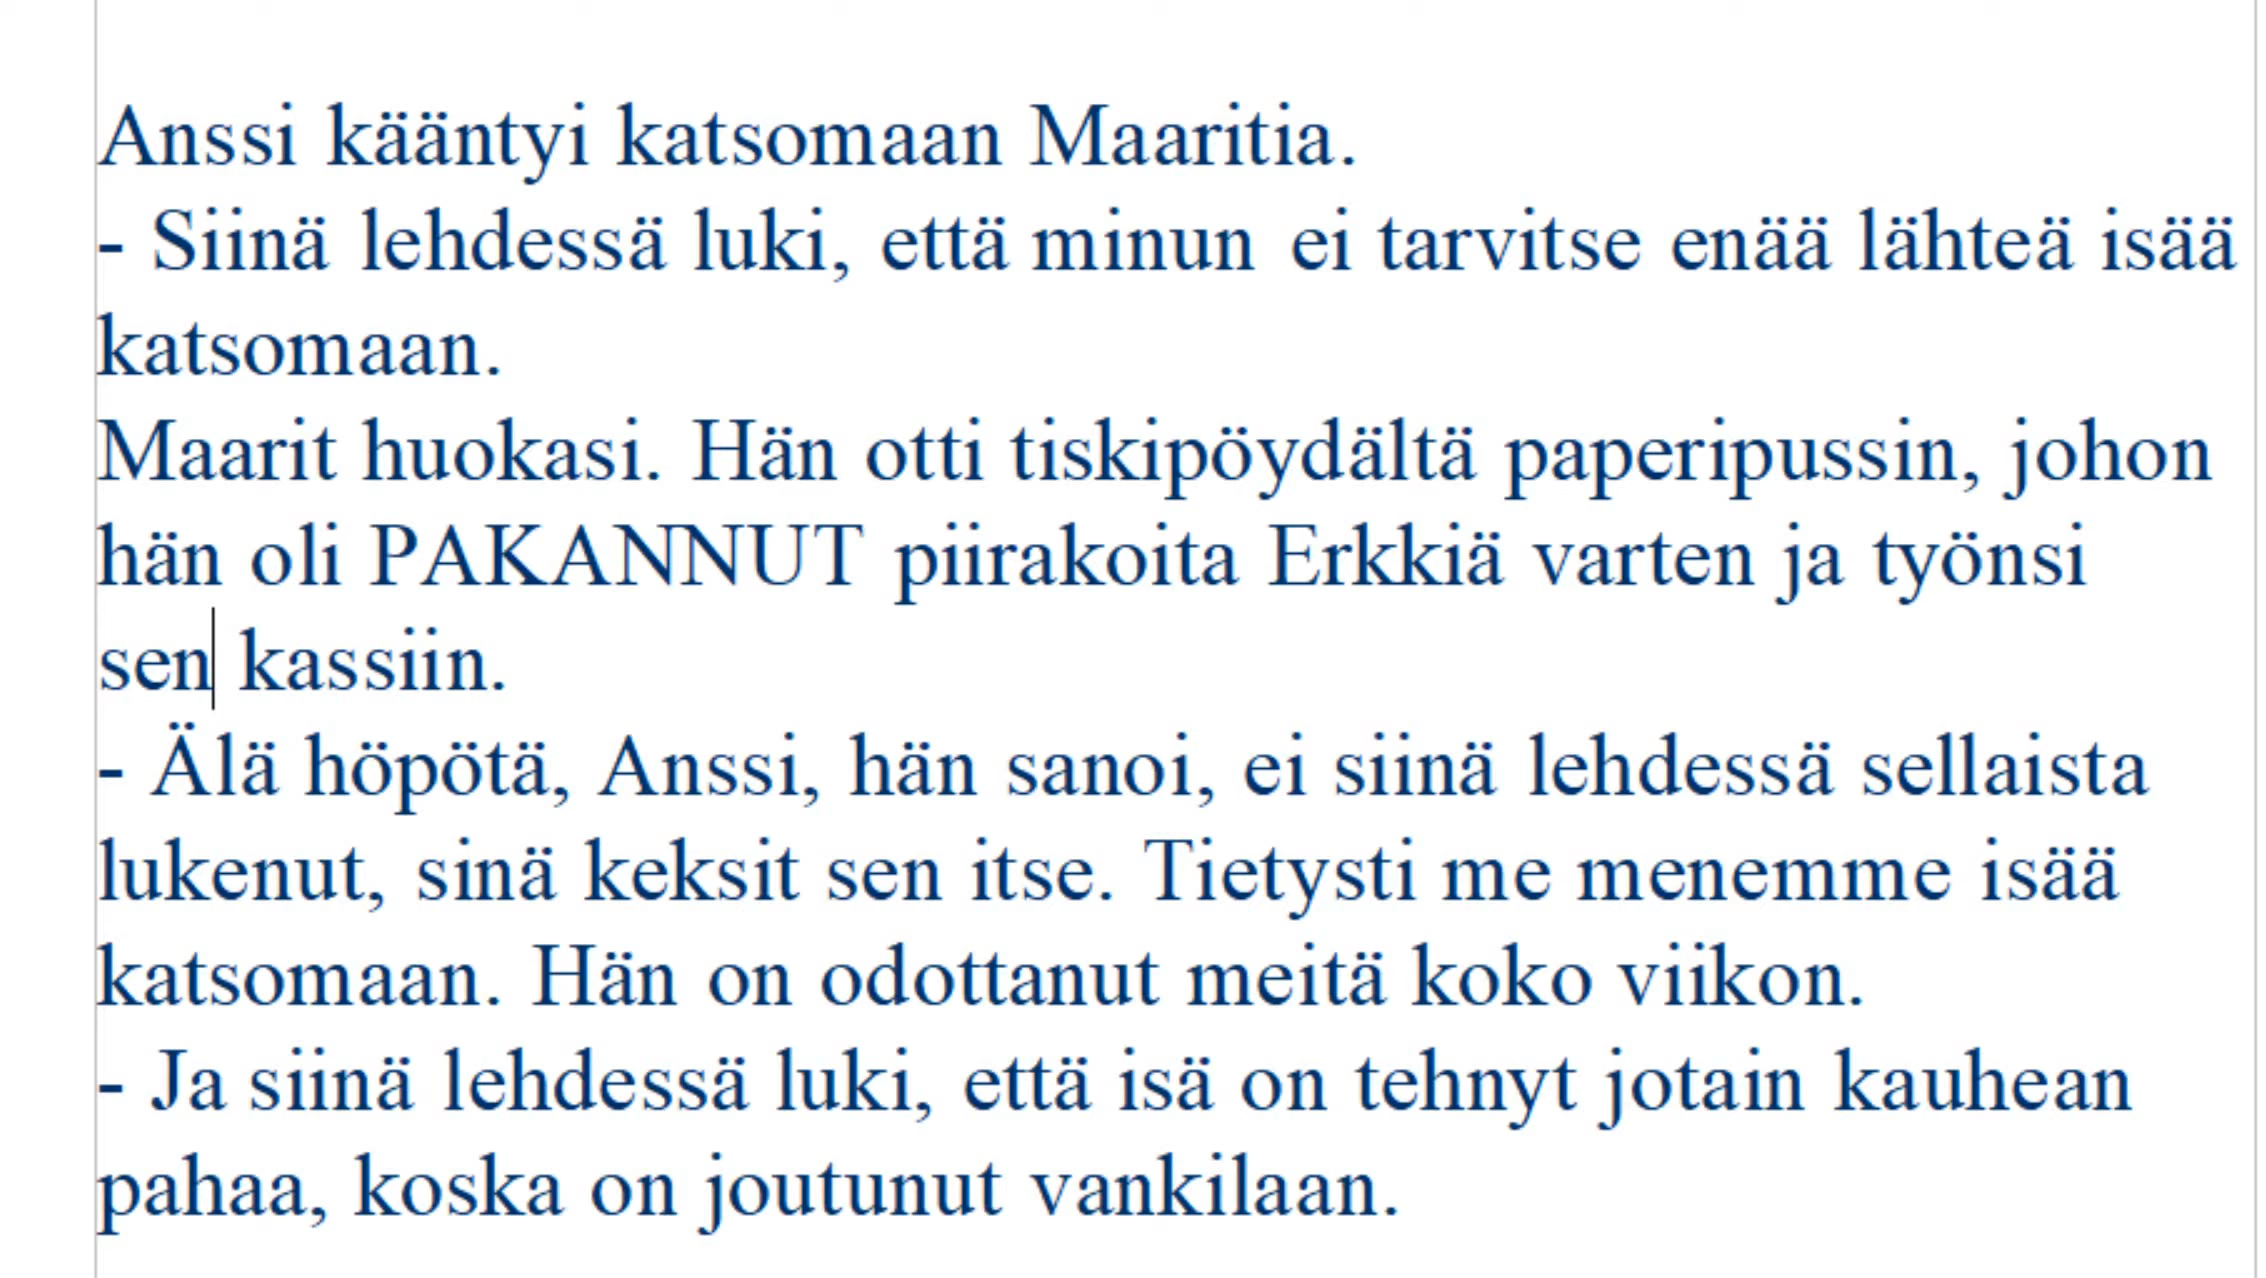 Anssi kääntyi katsomaan Maaritia.
- Siinä lehdessä luki, että minun ei tarvitse enää lähteä isää
katsomaan.
Maarit huokasi. Hän otti tiskipöydältä paperipussin, johon
hän oli PAKANNUT piirakoita Erkkiä varten ja työnsi
sen kassiin.
- Älä höpötä, Anssi, hän sanoi, ei siinä lehdessä sellaista
lukenut, sinä keksit sen itse. Tietysti me menemme isää
katsomaan. Hän on odottanut meitä koko viikon.
- Ja siinä lehdessä luki, että isä on tehnyt jotain kauhean
pahaa, koska on joutunut vankilaan.